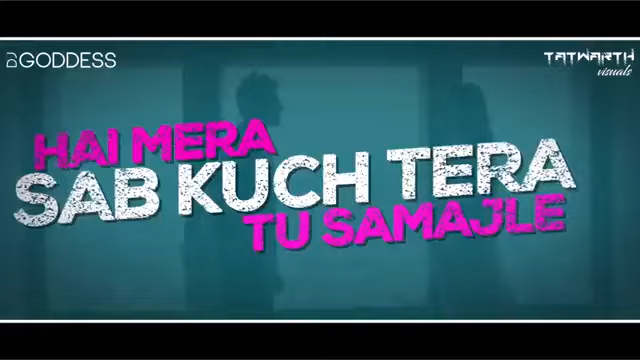 DJ GODDESS
TATWARTH
visuals
HAI MERA
SAB KUCH TERA
TU SAMAJLE